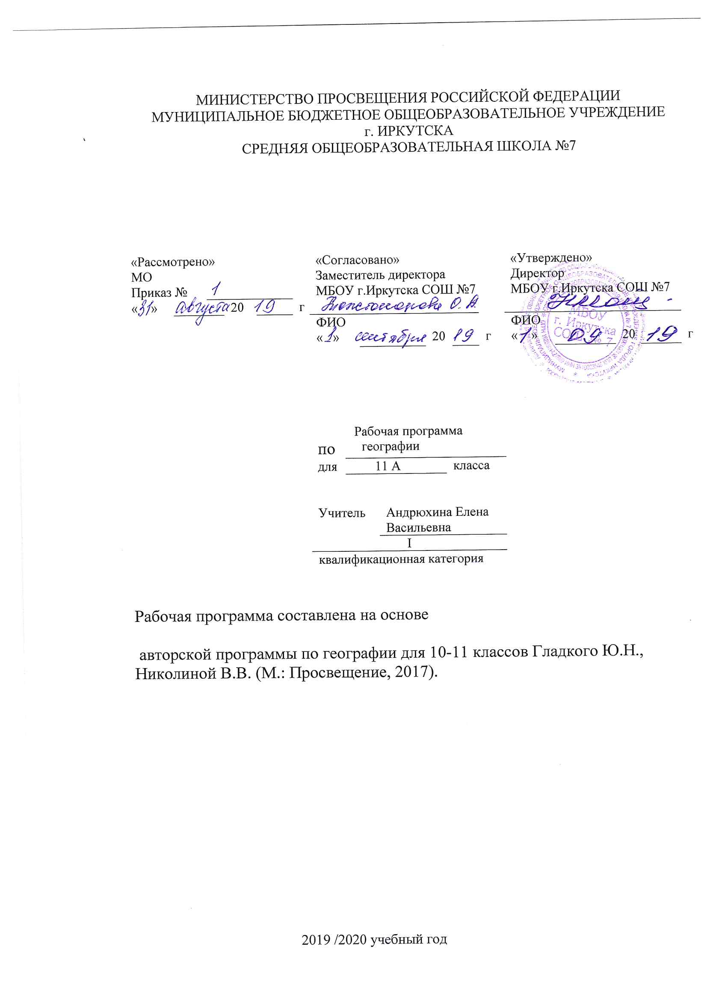 МИНИСТЕРСТВО ПРОСВЕЩЕНИЯ РОССИЙСКОЙ ФЕДЕРАЦИИ
МУНИЦИПАЛЬНОЕ БЮДЖЕТНОЕ ОБЩЕОБРАЗОВАТЕЛЬНОЕ УЧРЕЖДЕНИЕ
г. ИРКУТСКА
СРЕДНЯЯ ОБЩЕОБРАЗОВАТЕЛЬНАЯ ШКОЛА №7
«Рассмотрено»
МО
Приказ № 1
«31» августа 20 19 г
«Согласовано»
Заместитель директора
МБОУ г.Иркутска СОШ №7
О. А.
ФИО
«1» сентября 20 19 г
«Утверждено»
Директор
МБОУ г.Иркутска СОШ №7
ФИО
«1» 09 20 19 г
МБОУ
г. Иркутска
СОШ № 7
Рабочая программа
по географии
для 11 А класса
Учитель Андрюхина Елена
Васильевна
I
квалификационная категория
Рабочая программа составлена на основе
авторской программы по географии для 10-11 классов Гладкого Ю.Н.,
Николиной В.В. (М.: Просвещение, 2017).
2019 /2020 учебный год